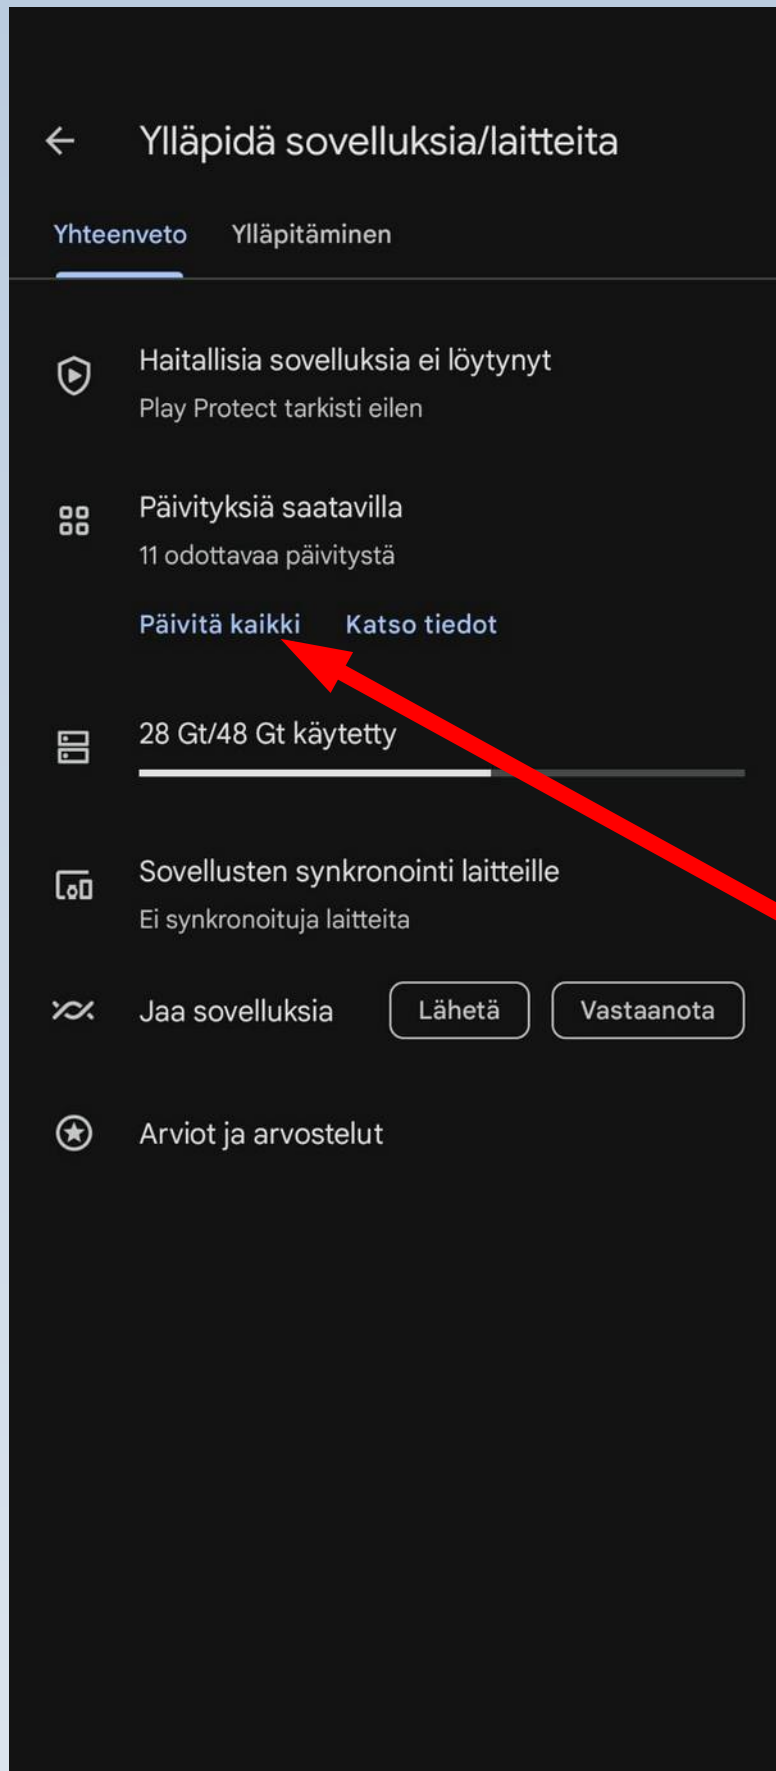 Ylläpidä sovelluksia/laitteita
Yhteenveto Ylläpitäminen
Haitallisia sovelluksia ei löytynyt
Play Protect tarkisti eilen
Päivityksiä saatavilla
11 odottavaa päivitystä
Päivitä kaikki Katso tiedot
28 Gt/48 Gt käytetty
Sovellusten synkronointi laitteille
Ei synkronoituja laitteita
Jaa sovelluksia Lähetä Vastaanota
Arviot ja arvostelut